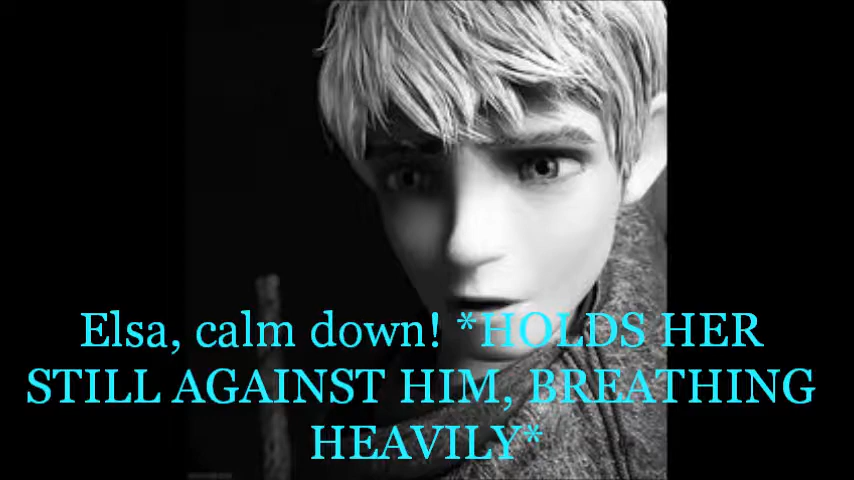 Elsa, calm down! *HOLDS HER
STILL AGAINST HIM, BREATHING
HEAVILY*